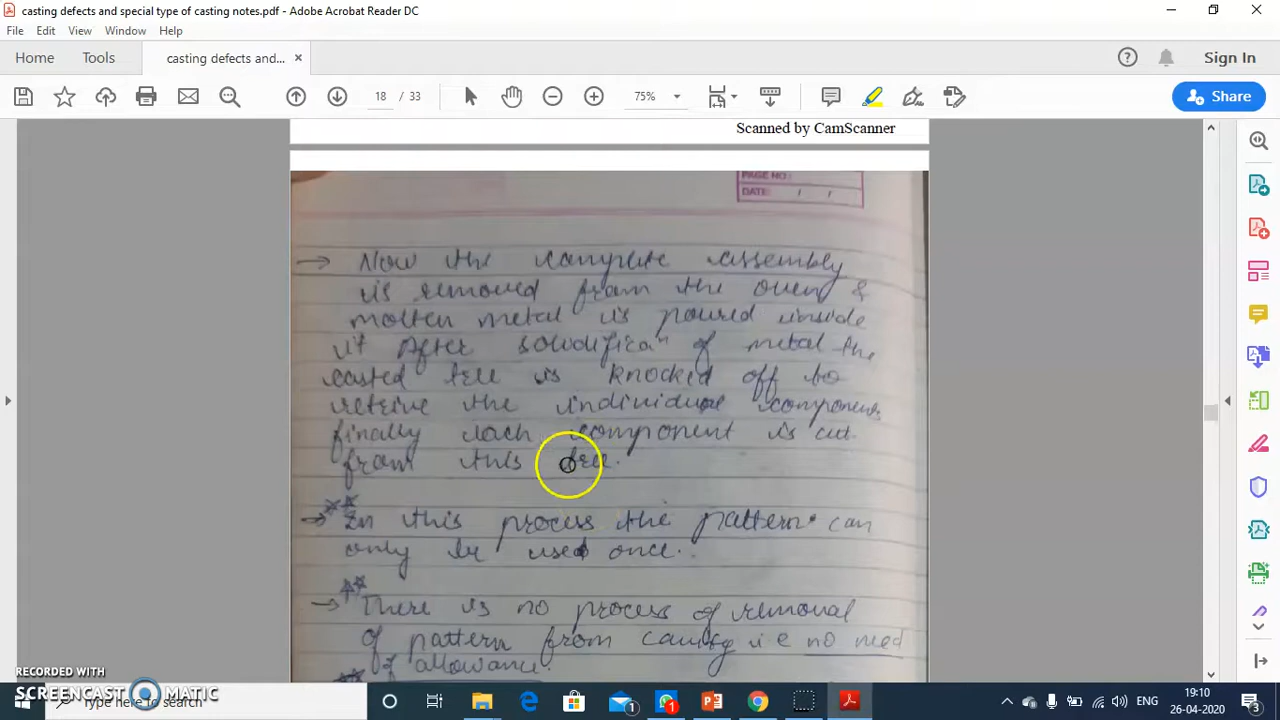 casting defects and special type of casting notes.pdf - Adobe Acrobat Reader DC
File Edit View Window Help
Home Tools casting defects and... × Sign In
18 / 33 75% Share
Scanned by CamScanner
PAGE NO.:
DATE: / /
→ Now the complete assembly
is removed from the oven &
molten metal is poured inside
it After solidifican of metal the
casted tree is knocked off to
retrive the individual components
finally each component is cut
from this tree.
→ In this process the pattern can
only be used once.
→ There is no process of removal
of pattern from i.e no need
of allowance.
RECORDED WITH
SCREENCAST MATIC
Type here to search
ENG 19:10
26-04-2020